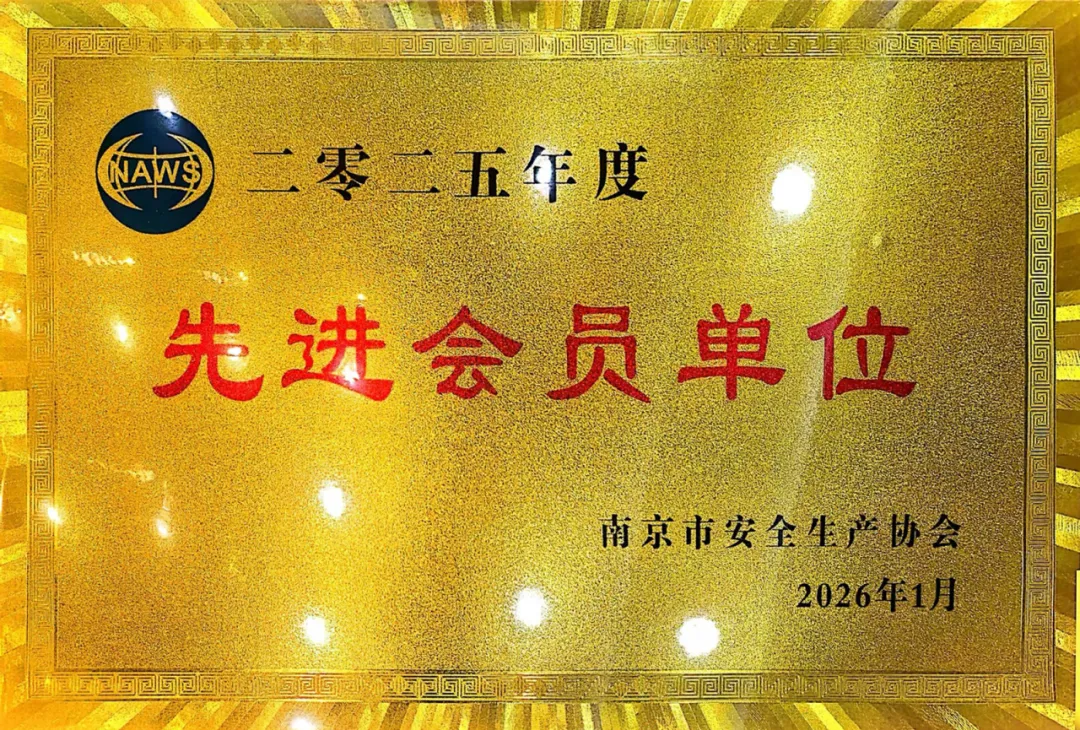 NAWS
二零二五年度
先进会员单位
南京市安全生产协会
2026年1月